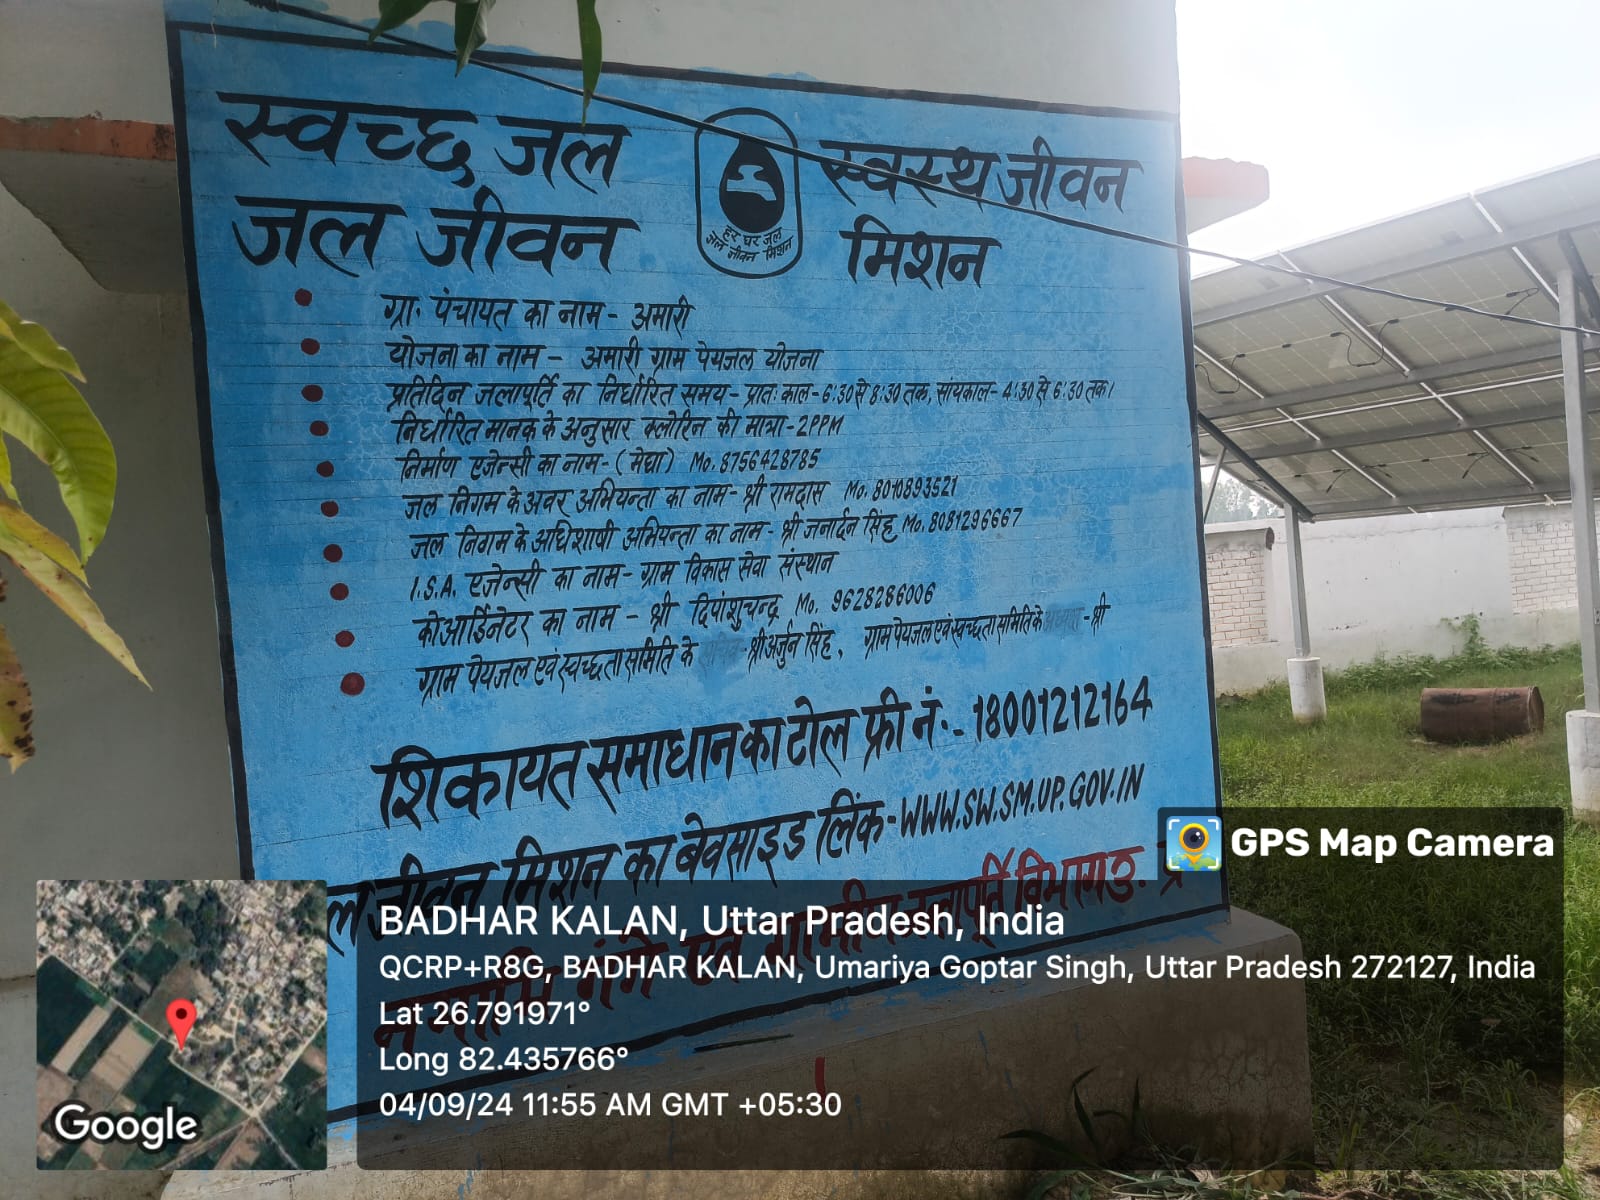 स्वच्छ जल स्वस्थ जीवन
जल जीवन मिशन
हर घर जल
जल जीवन मिशन
ग्रा. पंचायत का नाम - अमारी
योजना का नाम - अमारी ग्राम पेयजल योजना
प्रतिदिन जलापूर्ति का निर्धारित समय - प्रातः काल - 6:30 से 8:30 तक, सांयकाल - 4:30 से 6:30 तक।
निर्धारित मानक के अनुसार क्लोरिन की मात्रा - 2PPM
निर्माण एजेन्सी का नाम - (मेघा) Mo. 8756428785
जल निगम के अवर अभियन्ता का नाम - श्री रामदास Mo. 8010893521
जल निगम के अधिशाषी अभियन्ता का नाम - श्री जनार्दन सिंह Mo. 8081296667
I.S.A. एजेन्सी का नाम - ग्राम विकास सेवा संस्थान
कोआर्डिनेटर का नाम - श्री दिपांशुचन्द्र Mo. 9628286006
ग्राम पेयजल एवं स्वच्छता समिति के - श्री अर्जुन सिंह, ग्राम पेयजल एवं स्वच्छता समिति के - श्री
शिकायत समाधान का टोल फ्री नं. - 18001212164
जीवन मिशन का बेवसाइड लिंक - WWW.SW.SM.UP.GOV.IN
नमामि गंगे एवं ग्रामीण विभाग उ. प्र
GPS Map Camera
BADHAR KALAN, Uttar Pradesh, India
QCRP+R8G, BADHAR KALAN, Umariya Goptar Singh, Uttar Pradesh 272127, India
Lat 26.791971°
Long 82.435766°
04/09/24 11:55 AM GMT +05:30
Google